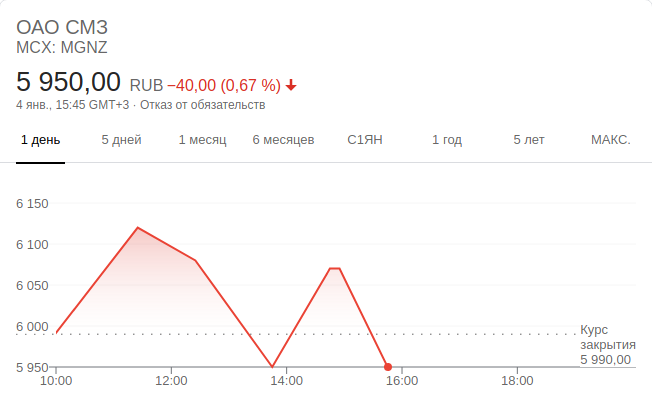 ОАО СМЗ
MCX: MGNZ
5 950,00 RUB −40,00 (0,67 %)
4 янв., 15:45 GMT+3 · Отказ от обязательств
1 день 5 дней 1 месяц 6 месяцев С1ЯН 1 год 5 лет МАКС.
6 150
6 100
6 050
6 000
Курс
закрытия
5 990,00
5 950
10:00 12:00 14:00 16:00 18:00